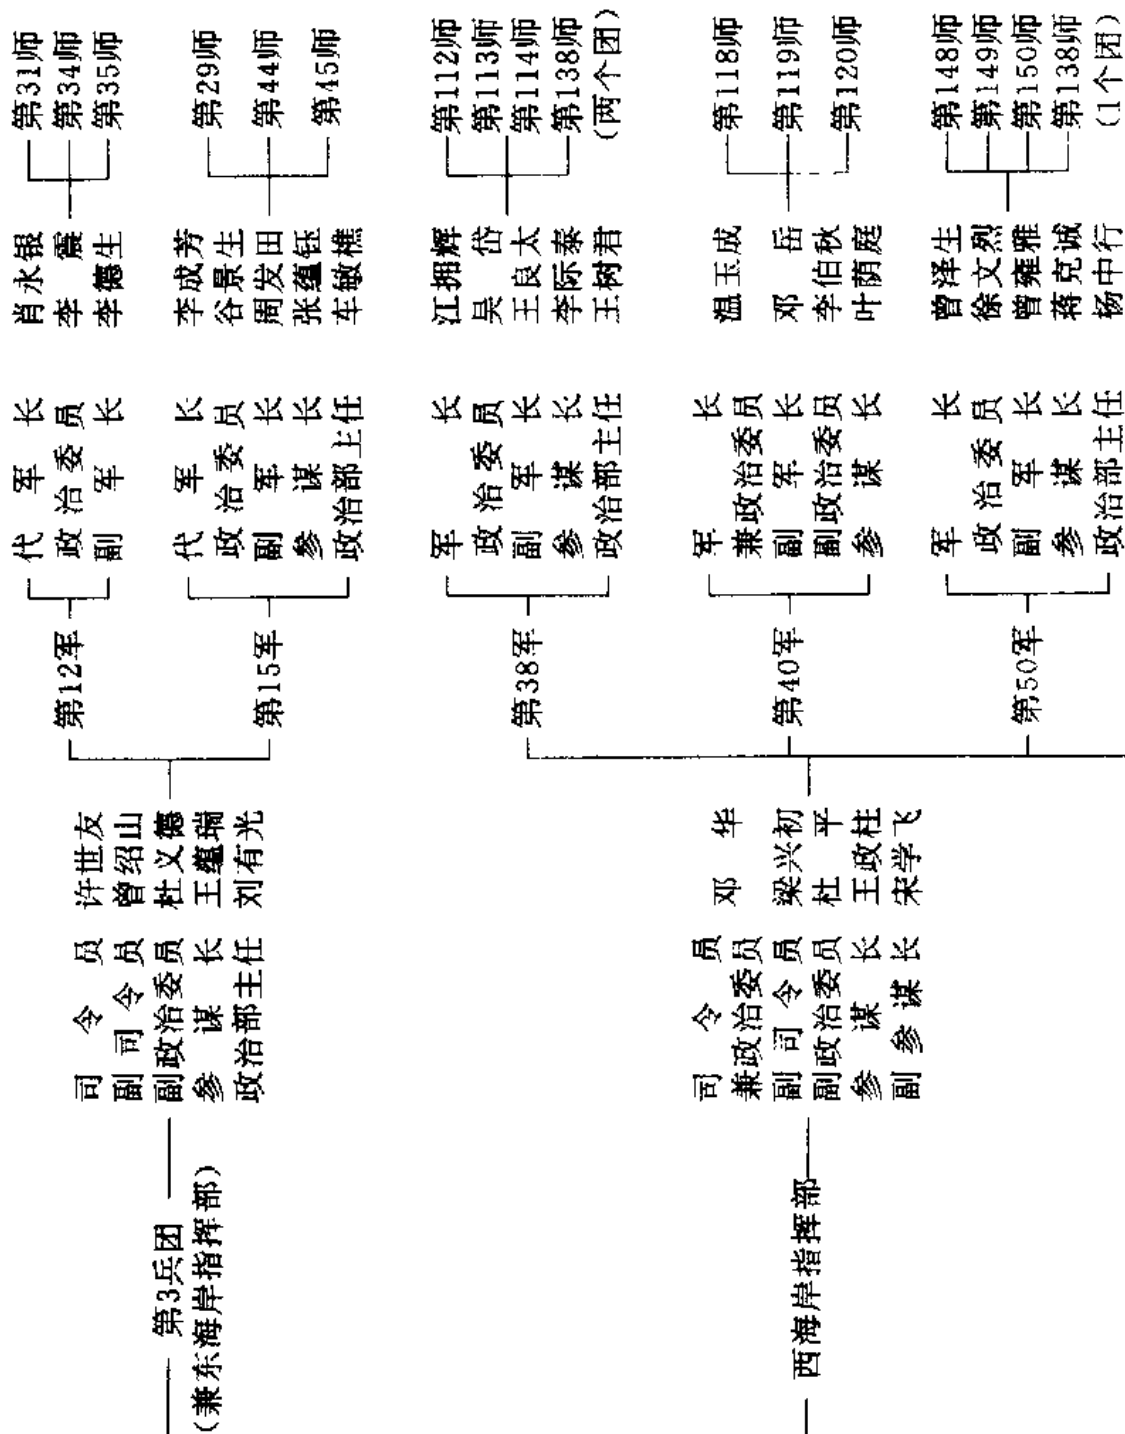 第3兵团
(兼东海岸指挥部)
司令员 许世友
副司令员 曾绍山
副政治委员 杜义德
参谋长 王蕴瑞
政治部主任 刘有光
第12军
代军长 肖永银
政治委员 李震
副军长 李德生
第31师
第34师
第35师
第15军
代军长 李成芳
政治委员 谷景生
副军长 周发田
参谋长 张蕴钰
政治部主任 车敏樵
第29师
第44师
第45师
西海岸指挥部
司令员
兼政治委员 邓华
副司令员 梁兴初
副政治委员 杜平
参谋长 王政柱
副参谋长 宋学飞
第38军
军长 江拥辉
政治委员 吴岱
副军长 王良太
参谋长 李际泰
政治部主任 王树君
第112师
第113师
第114师
第138师
(两个团)
第40军
军长
兼政治委员 温玉成
副军长 邓岳
副政治委员 李伯秋
参谋长 叶荫庭
第118师
第119师
第120师
第50军
军长 曾泽生
政治委员 徐文烈
副军长 曾雍雅
参谋长 蒋克诚
政治部主任 杨中行
第148师
第149师
第150师
第138师
(1个团)